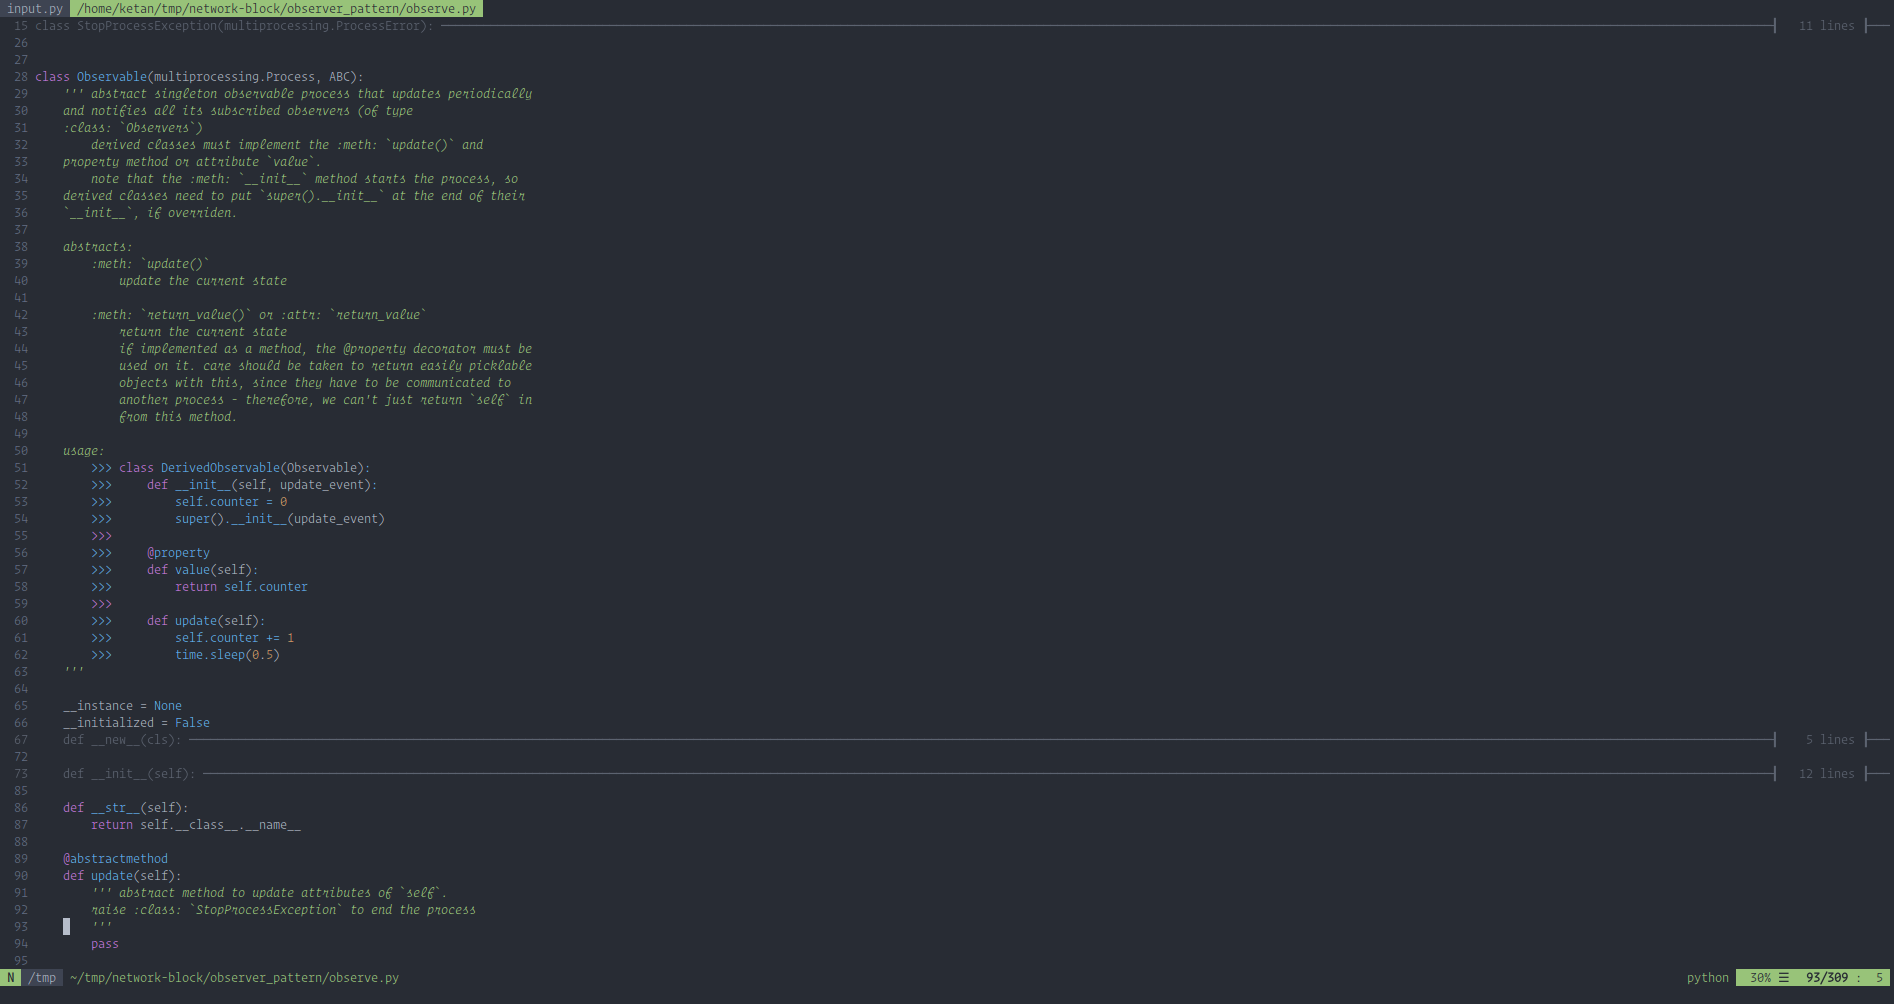 input.py /home/ketan/tmp/network-block/observer_pattern/observe.py
15 class StopProcessException(multiprocessing.ProcessError): 11 lines
26
27
28 class Observable(multiprocessing.Process, ABC):
29 ''' abstract singleton observable process that updates periodically
30 and notifies all its subscribed observers (of type
31 :class: `Observers`)
32 derived classes must implement the :meth: `update()` and
33 property method or attribute `value`.
34 note that the :meth: `__init__` method starts the process, so
35 derived classes need to put `super().__init__` at the end of their
36 `__init__`, if overriden.
37
38 abstracts:
39 :meth: `update()`
40 update the current state
41
42 :meth: `return_value()` or :attr: `return_value`
43 return the current state
44 if implemented as a method, the @property decorator must be
45 used on it. care should be taken to return easily picklable
46 objects with this, since they have to be communicated to
47 another process - therefore, we can't just return `self` in
48 from this method.
49
50 usage:
51 >>> class DerivedObservable(Observable):
52 >>> def __init__(self, update_event):
53 >>> self.counter = 0
54 >>> super().__init__(update_event)
55 >>>
56 >>> @property
57 >>> def value(self):
58 >>> return self.counter
59 >>>
60 >>> def update(self):
61 >>> self.counter += 1
62 >>> time.sleep(0.5)
63 '''
64
65 __instance = None
66 __initialized = False
67 def __new__(cls): 5 lines
72
73 def __init__(self): 12 lines
85
86 def __str__(self):
87 return self.__class__.__name__
88
89 @abstractmethod
90 def update(self):
91 ''' abstract method to update attributes of `self`.
92 raise :class: `StopProcessException` to end the process
93 '''
94 pass
95
N /tmp ~/tmp/network-block/observer_pattern/observe.py python 30% ☰ 93/309 : 5